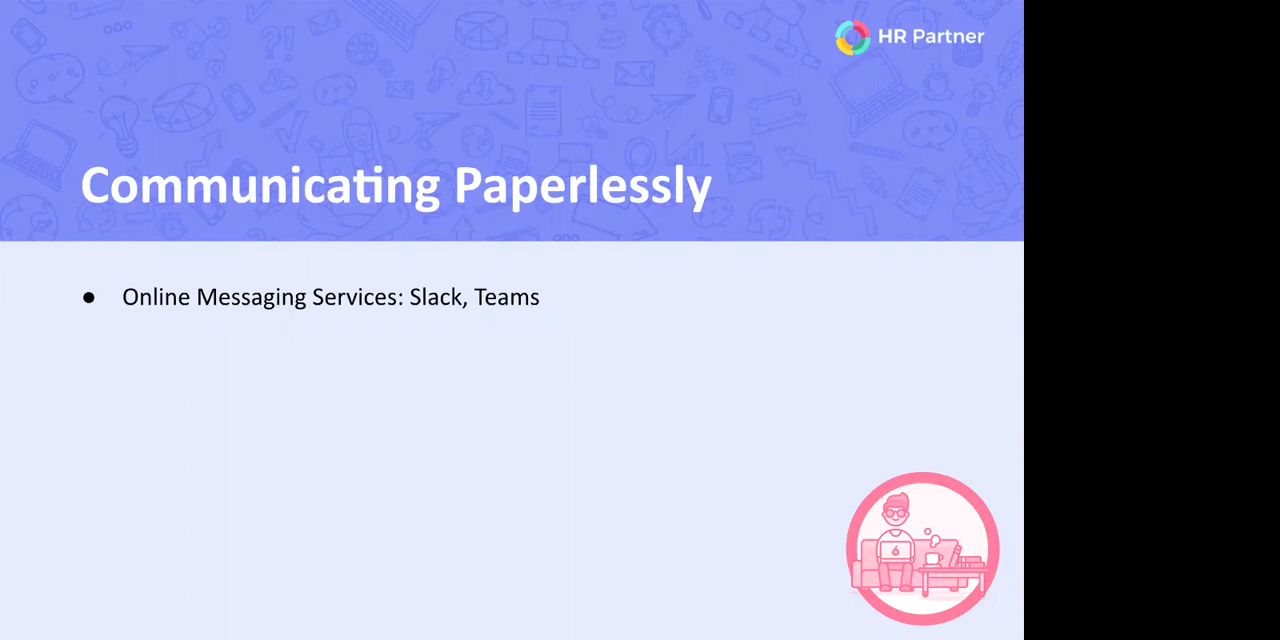 HR Partner
Communicating Paperlessly
● Online Messaging Services: Slack, Teams